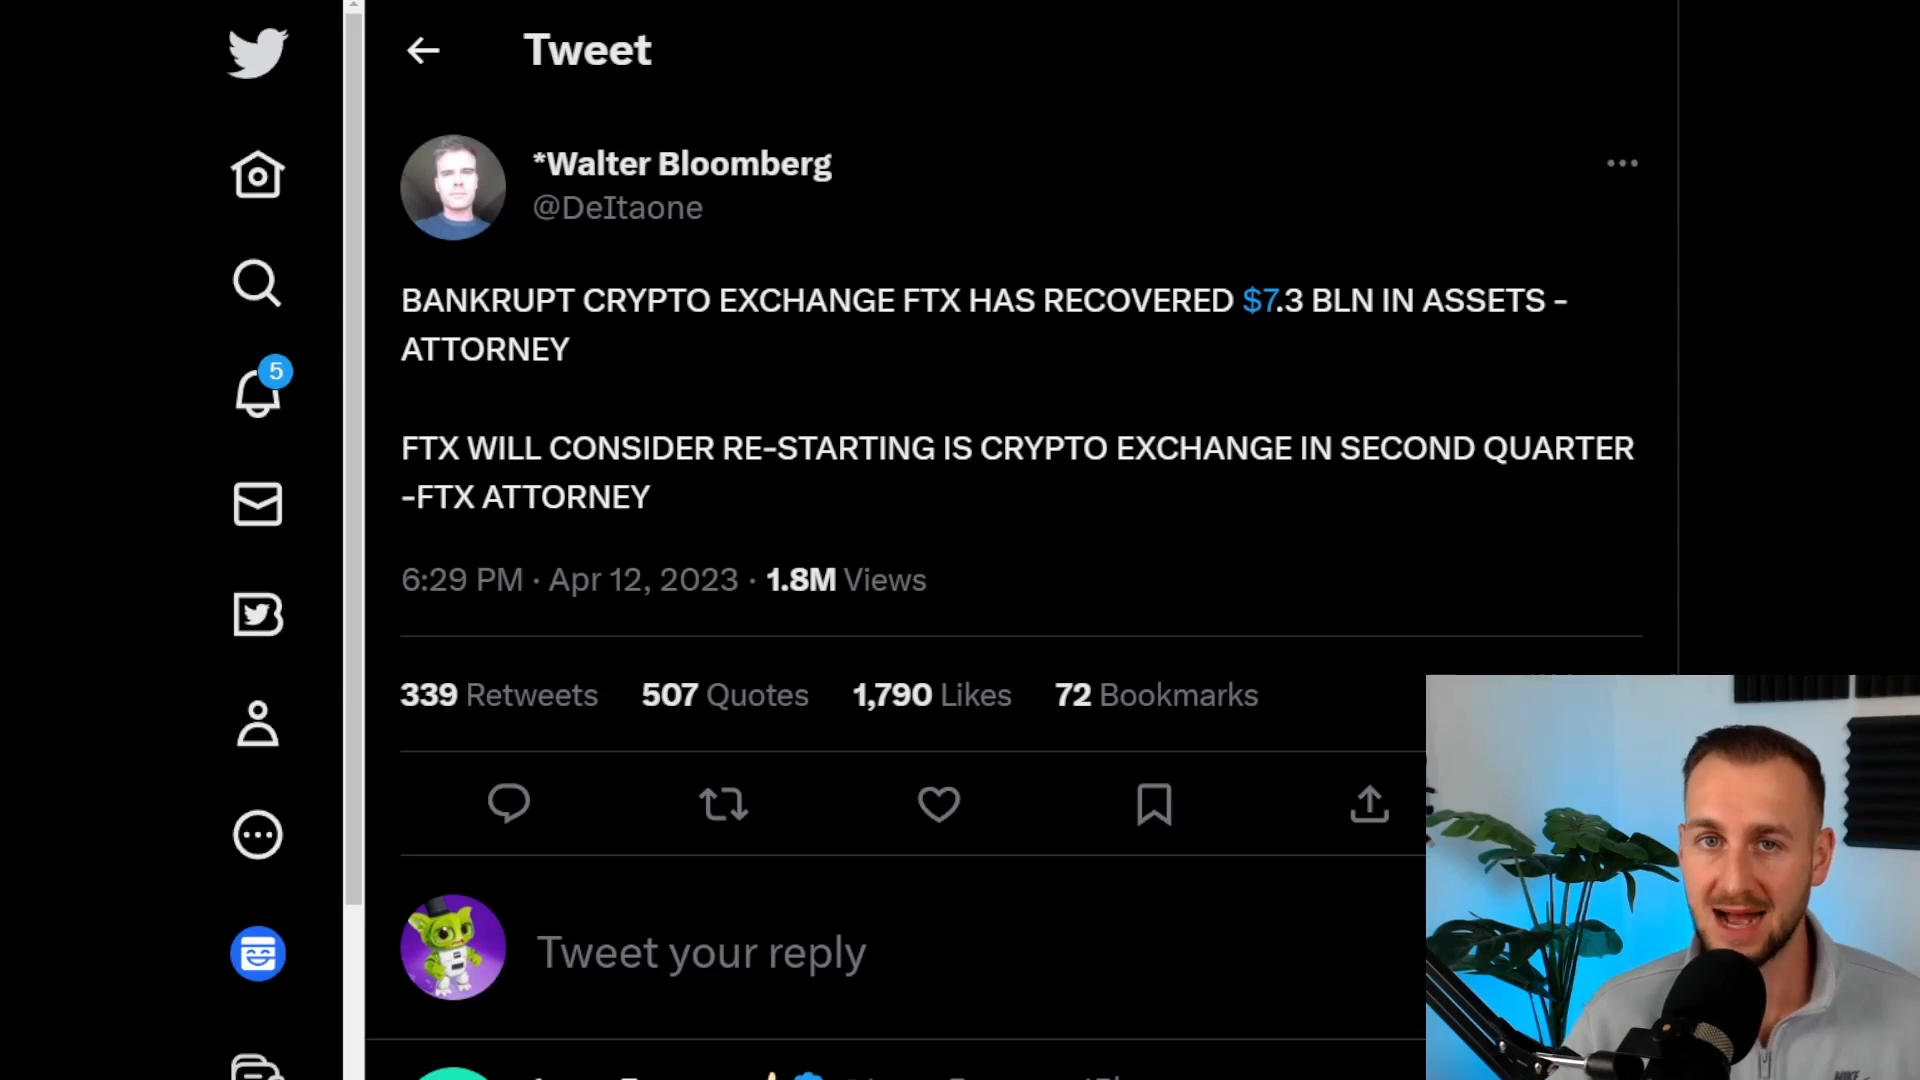 Tweet
*Walter Bloomberg
@DeItaone
BANKRUPT CRYPTO EXCHANGE FTX HAS RECOVERED $7.3 BLN IN ASSETS -
ATTORNEY
FTX WILL CONSIDER RE-STARTING IS CRYPTO EXCHANGE IN SECOND QUARTER
-FTX ATTORNEY
6:29 PM · Apr 12, 2023 · 1.8M Views
339 Retweets 507 Quotes 1,790 Likes 72 Bookmarks
5
Tweet your reply
NIKE